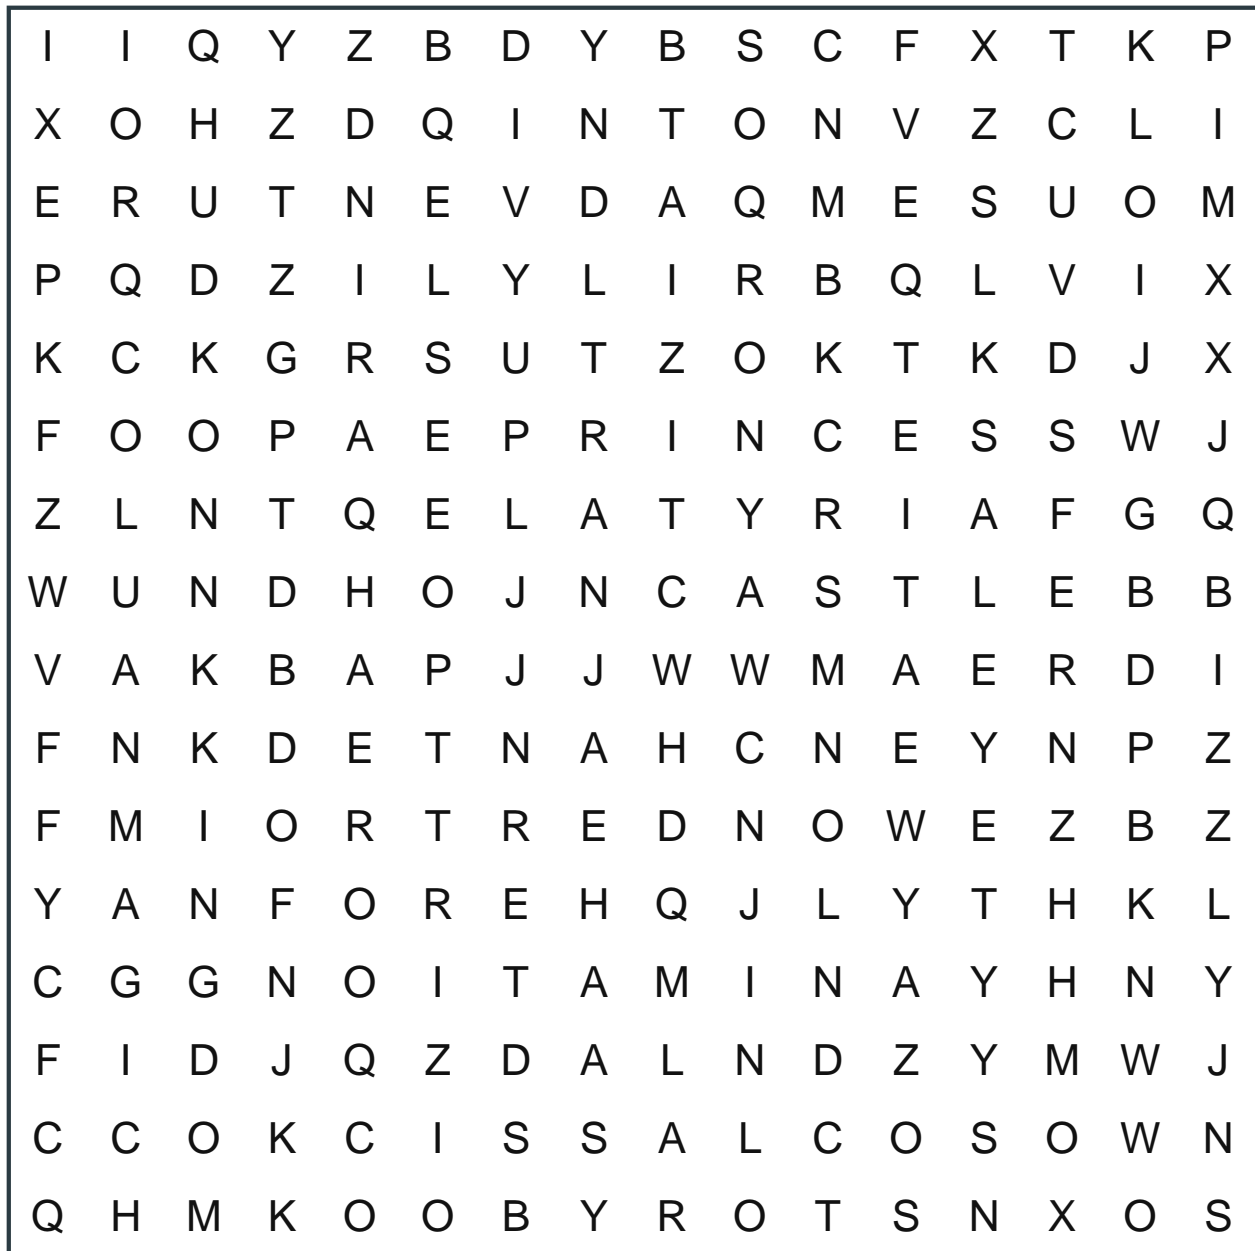 I I Q Y Z B D Y B S C F X T K P
X O H Z D Q I N T O N V Z C L I
E R U T N E V D A Q M E S U O M
P Q D Z I L Y L I R B Q L V I X
K C K G R S U T Z O K T K D J X
F O O P A E P R I N C E S S W J
Z L N T Q E L A T Y R I A F G Q
W U N D H O J N C A S T L E B B
V A K B A P J J W W M A E R D I
F N K D E T N A H C N E Y N P Z
F M I O R T R E D N O W E Z B Z
Y A N F O R E H Q J L Y T H K L
C G G N O I T A M I N A Y H N Y
F I D J Q Z D A L N D Z Y M W J
C C O K C I S S A L C O S O W N
Q H M K O O B Y R O T S N X O S